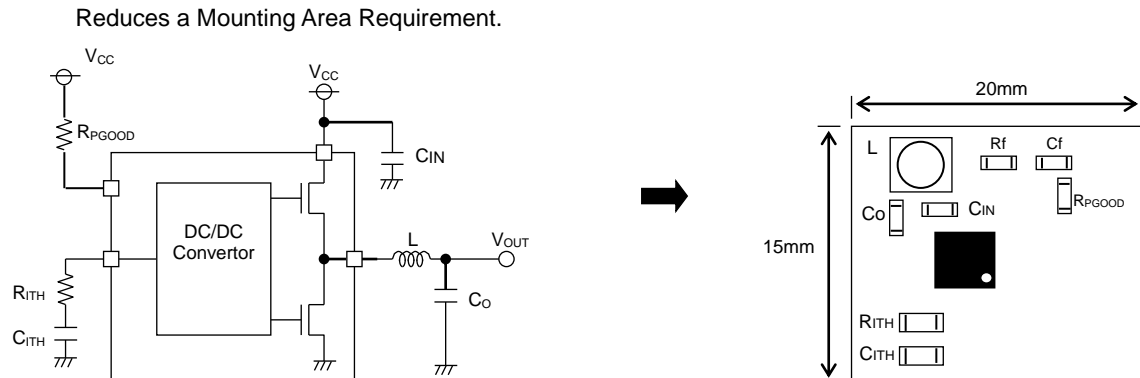 Reduces a Mounting Area Requirement.
VCC
VCC
RPGOOD
CIN
DC/DC
Convertor
L
VOUT
RITH
CO
CITH
20mm
L
Rf
Cf
RPGOOD
Co
CIN
15mm
RITH
CITH